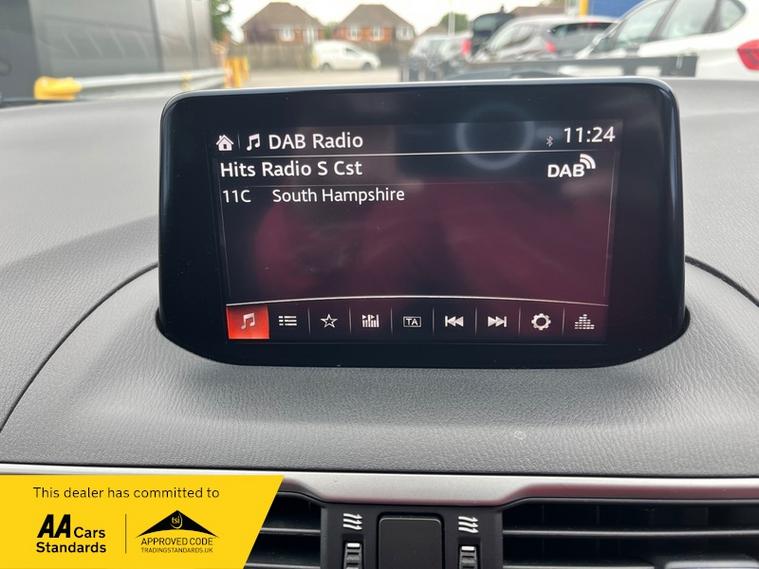 DAB Radio 11:24
Hits Radio S Cst DAB
11C South Hampshire
TA
This dealer has committed to
AA Cars
Standards
tsi
APPROVED CODE
TRADINGSTANDARDS.UK